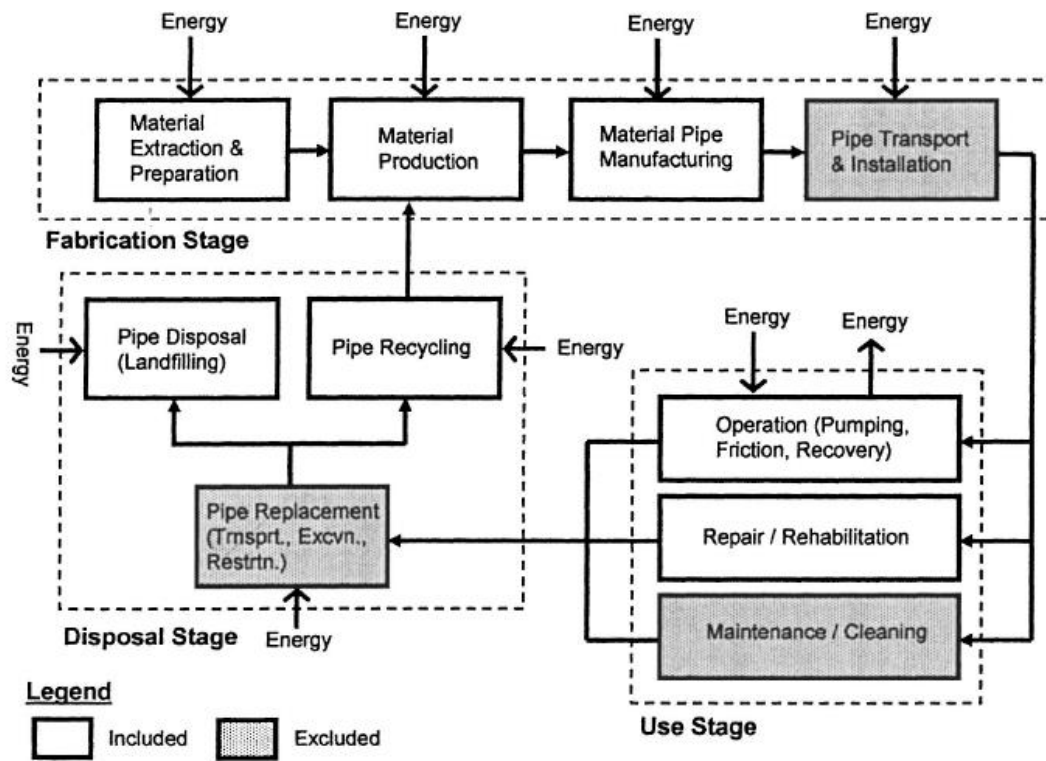 Energy
Energy
Energy
Energy
Material
Extraction &
Preparation
Material
Production
Material Pipe
Manufacturing
Pipe Transport
& Installation
Fabrication Stage
Pipe Disposal
(Landfilling)
Pipe Recycling
Energy
Energy
Energy
Energy
Operation (Pumping,
Friction, Recovery)
Pipe Replacement
(Trnsprt., Excvn.,
Restrtn.)
Repair / Rehabilitation
Energy
Disposal Stage
Maintenance / Cleaning
Use Stage
Legend
Included
Excluded